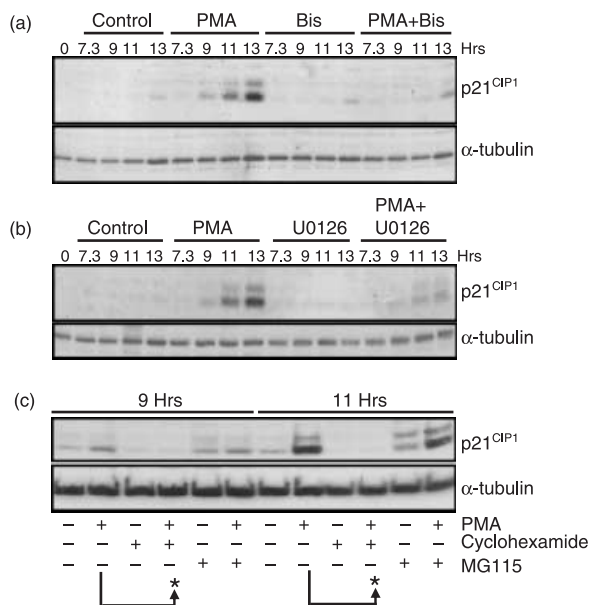 (a) Control PMA Bis PMA+Bis
0 7.3 9 11 13 7.3 9 11 13 7.3 9 11 13 7.3 9 11 13 Hrs
p21CIP1
α-tubulin
(b) Control PMA U0126 PMA+
U0126
0 7.3 9 11 13 7.3 9 11 13 7.3 9 11 13 7.3 9 11 13 Hrs
p21CIP1
α-tubulin
(c) 9 Hrs 11 Hrs
p21CIP1
α-tubulin
– + – + – + – + – + – + PMA
– – + + – – – – + + – – Cyclohexamide
– – – – + + – – – – + + MG115
* *